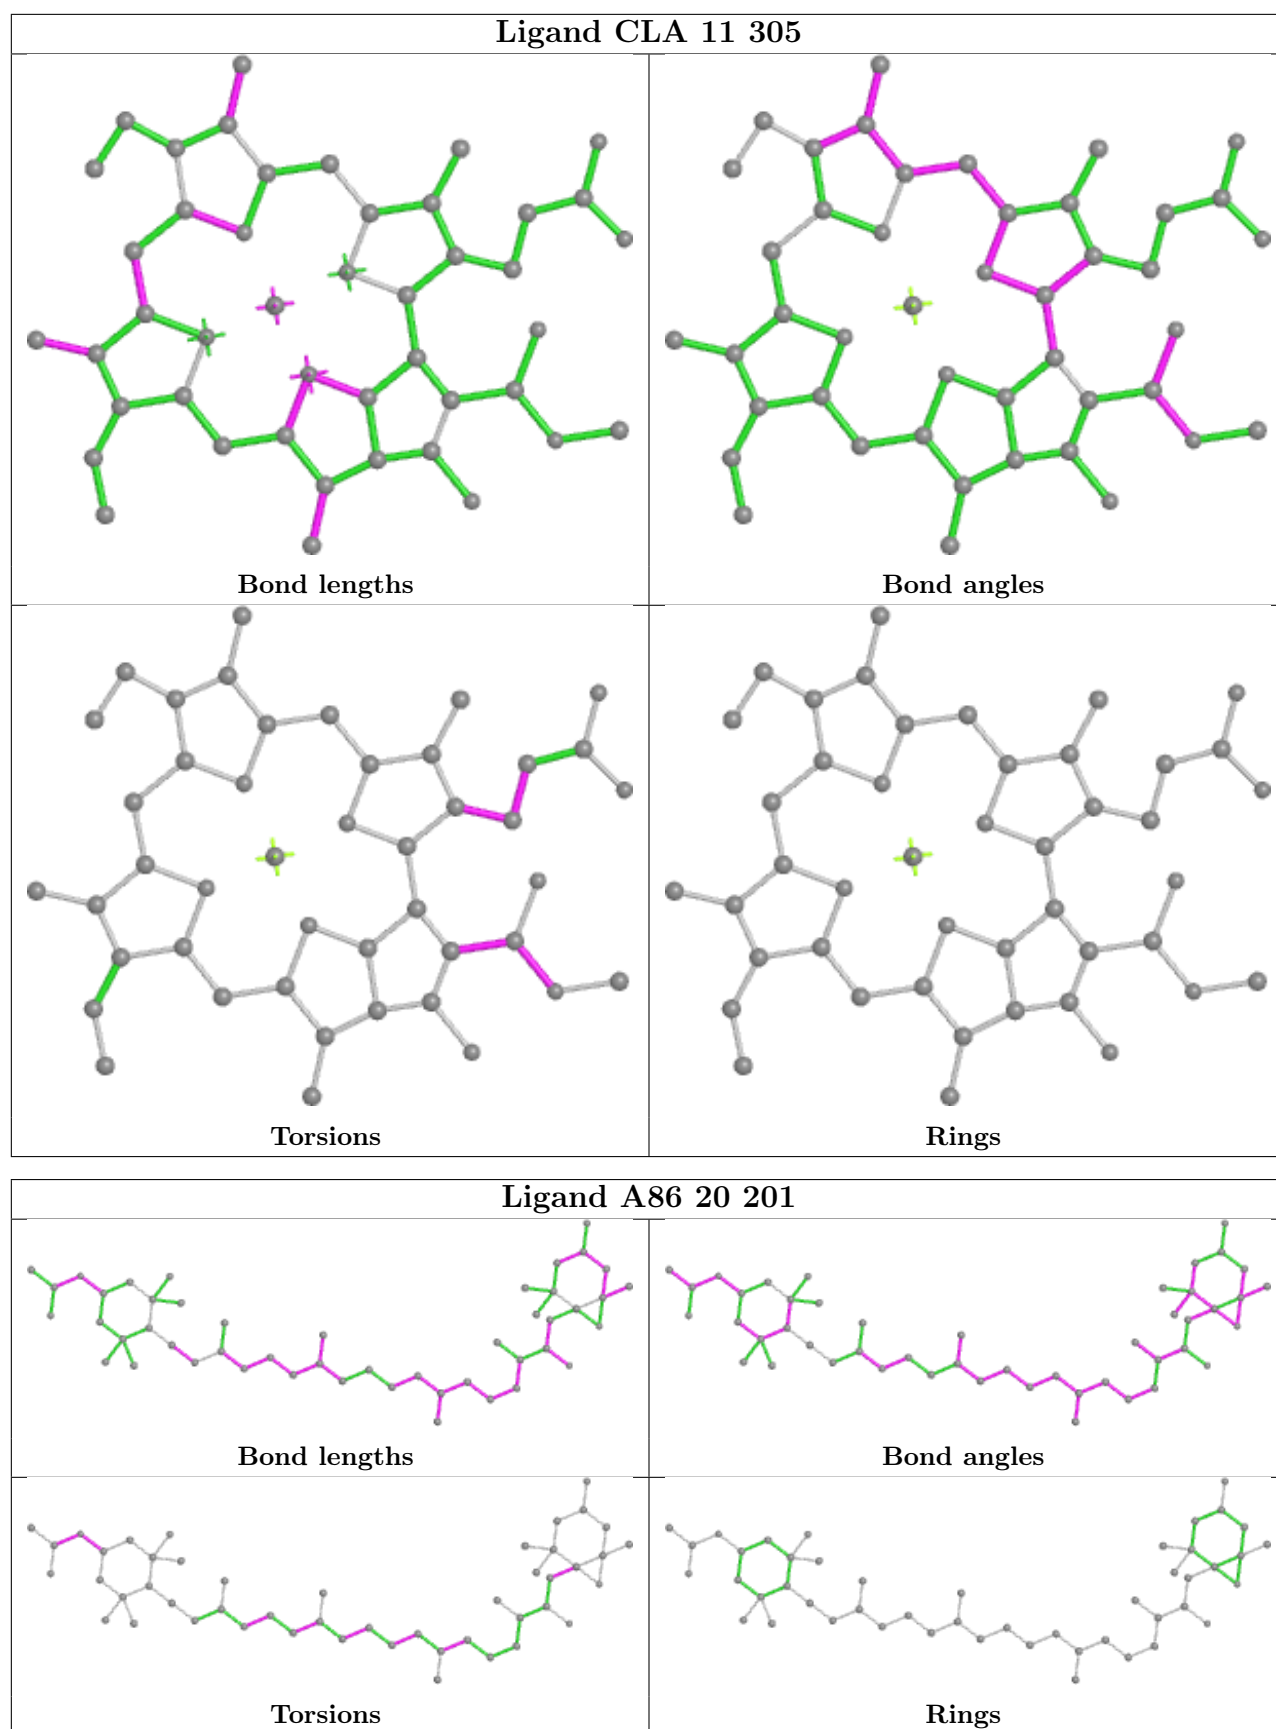 Ligand CLA 11 305
Bond lengths
Bond angles
Torsions
Rings
Ligand A86 20 201
Bond lengths
Bond angles
Torsions
Rings